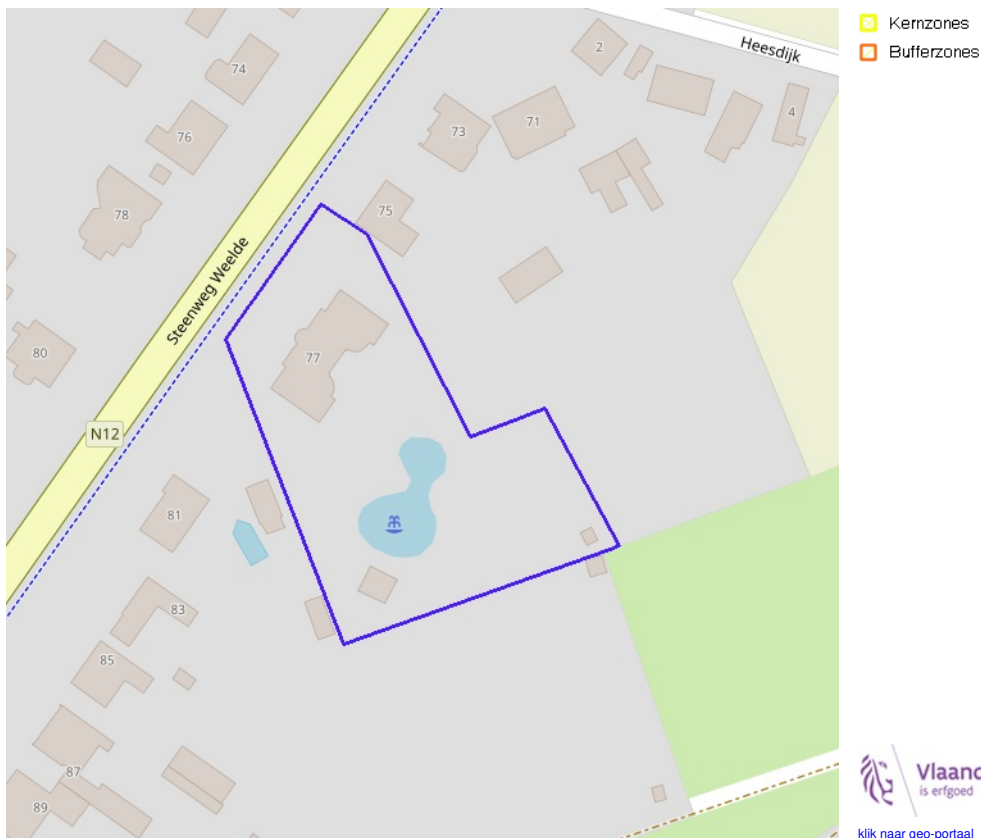 Kernzones
Bufferzones
Heesdijk
2
74
4
71
73
76
75
78
Steenweg Weelde
80
77
N12
81
83
85
87
89
Vlaanc
is erfgoed
klik naar geo-portaal